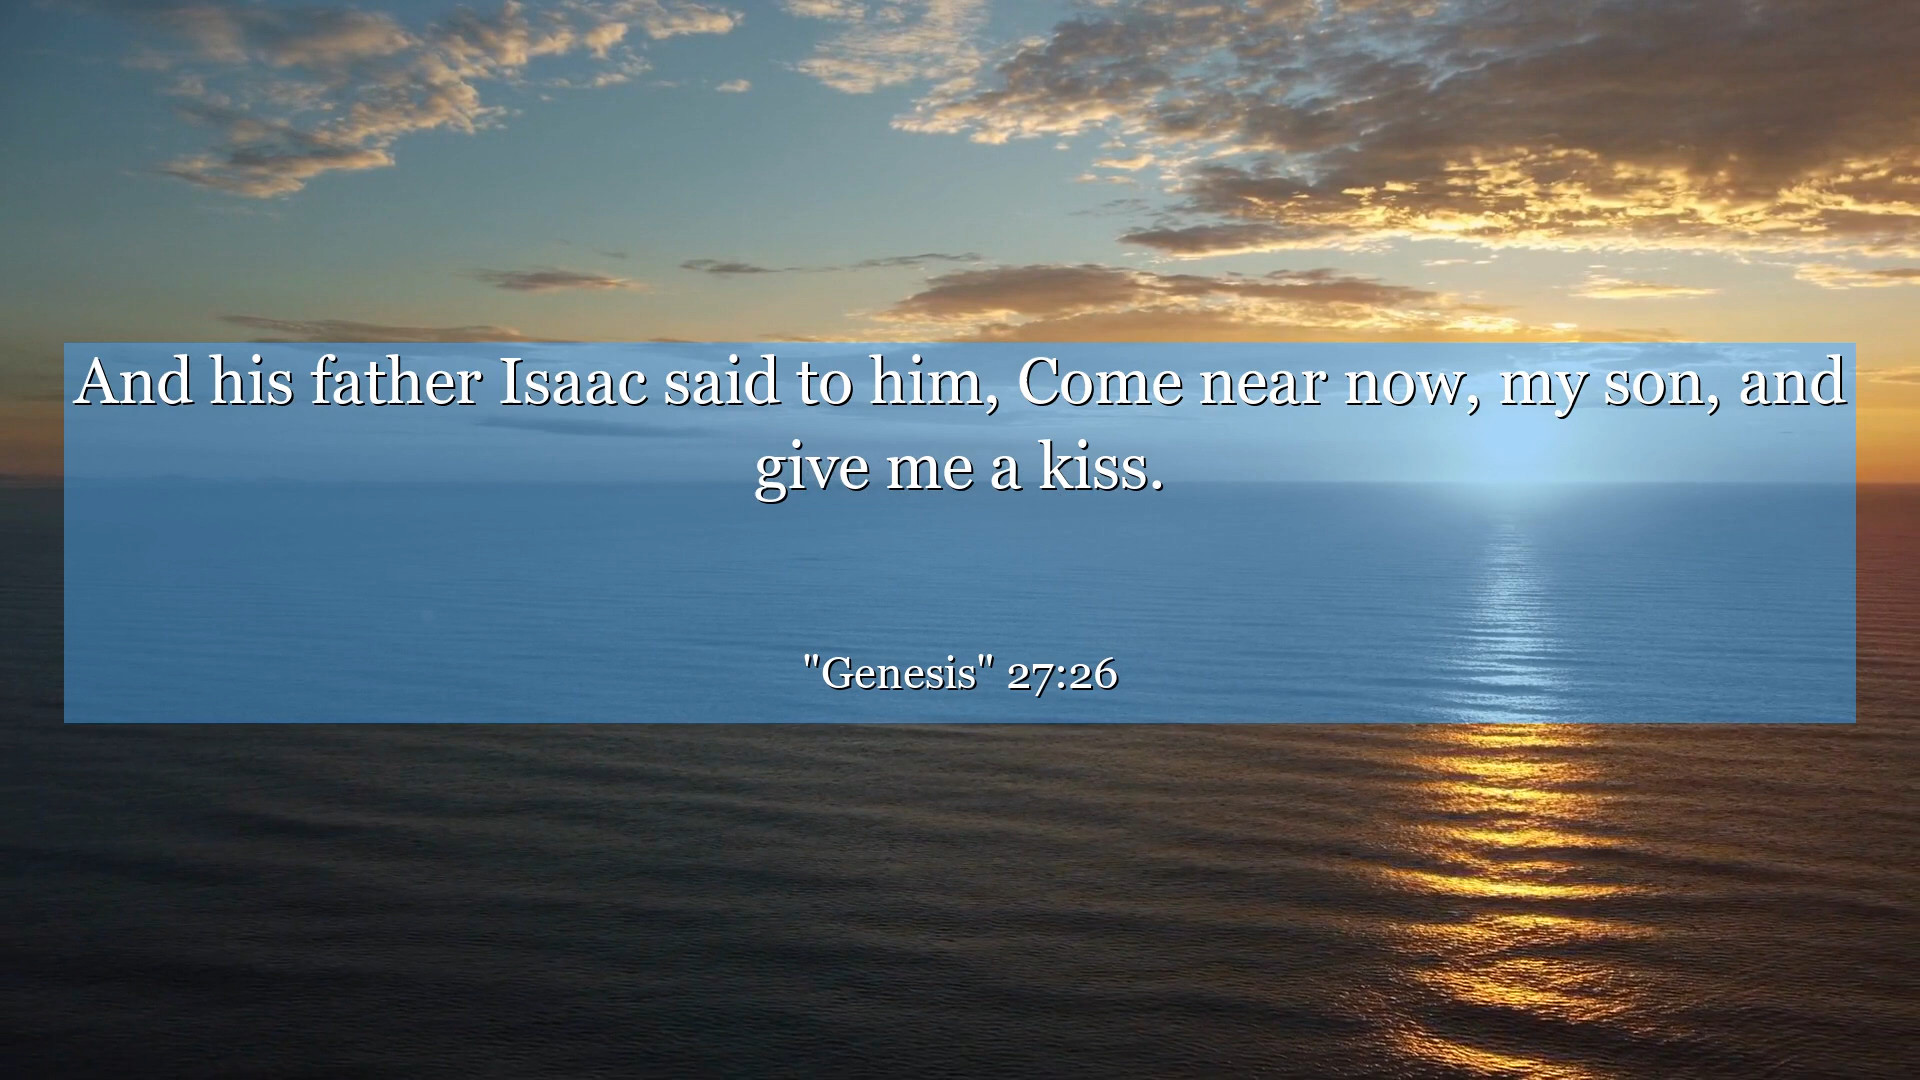 And his father Isaac said to him, Come near now, my son, and
give me a kiss.
"Genesis" 27:26